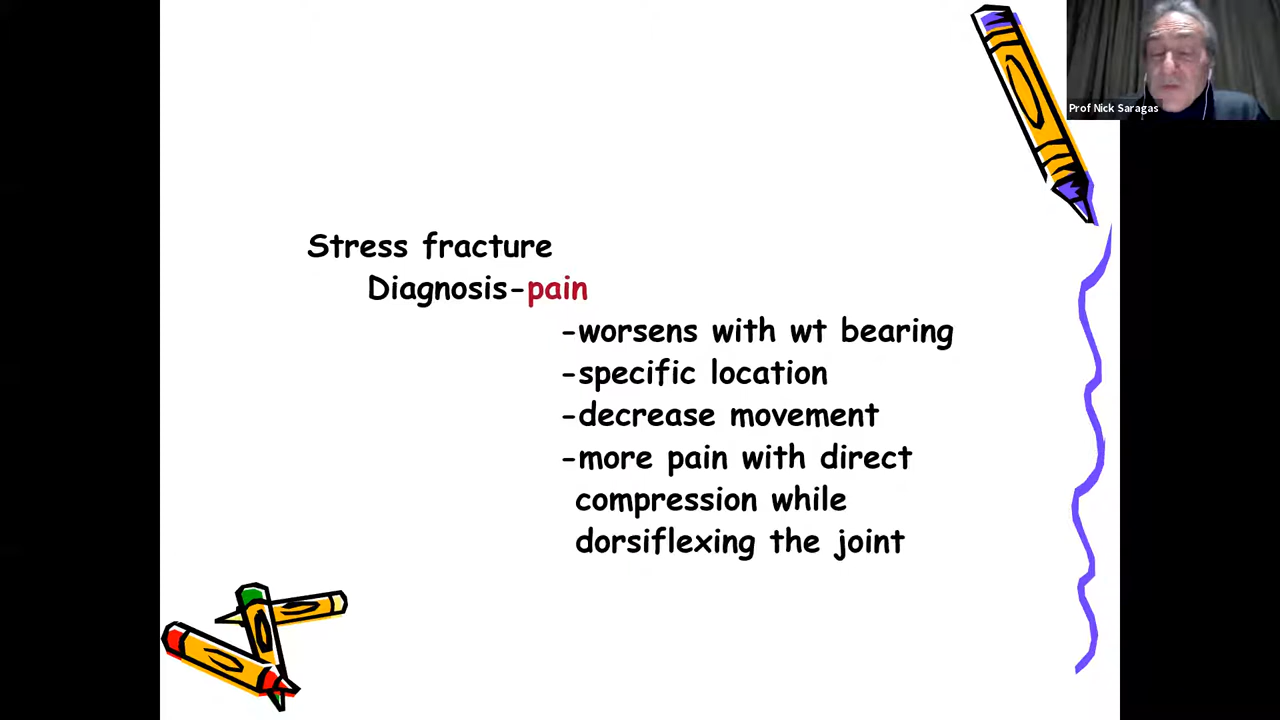 Prof Nick Saragas
Stress fracture
Diagnosis-pain
-worsens with wt bearing
-specific location
-decrease movement
-more pain with direct
compression while
dorsiflexing the joint